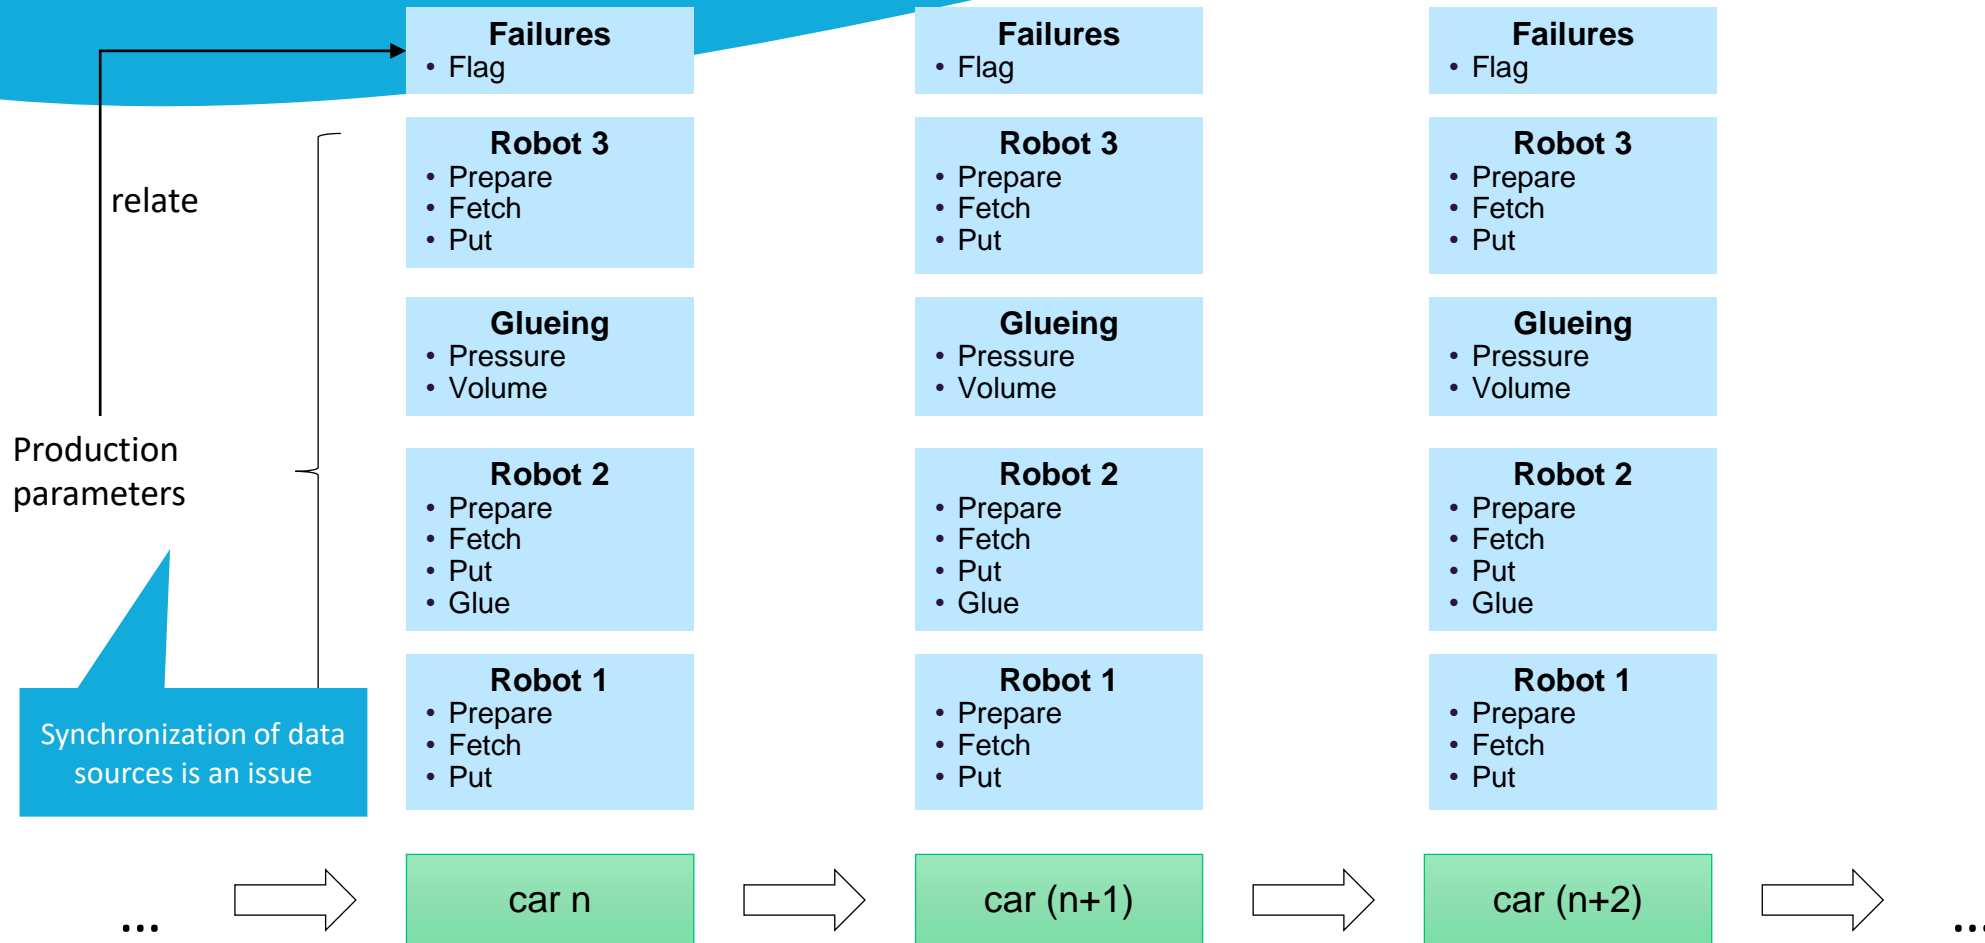 Failures
• Flag
Failures
• Flag
Failures
• Flag
relate
Robot 3
• Prepare
• Fetch
• Put
Robot 3
• Prepare
• Fetch
• Put
Robot 3
• Prepare
• Fetch
• Put
Glueing
• Pressure
• Volume
Glueing
• Pressure
• Volume
Glueing
• Pressure
• Volume
Production
parameters
Robot 2
• Prepare
• Fetch
• Put
• Glue
Robot 2
• Prepare
• Fetch
• Put
• Glue
Robot 2
• Prepare
• Fetch
• Put
• Glue
Synchronization of data
sources is an issue
Robot 1
• Prepare
• Fetch
• Put
Robot 1
• Prepare
• Fetch
• Put
Robot 1
• Prepare
• Fetch
• Put
...
car n
car (n+1)
car (n+2)
...